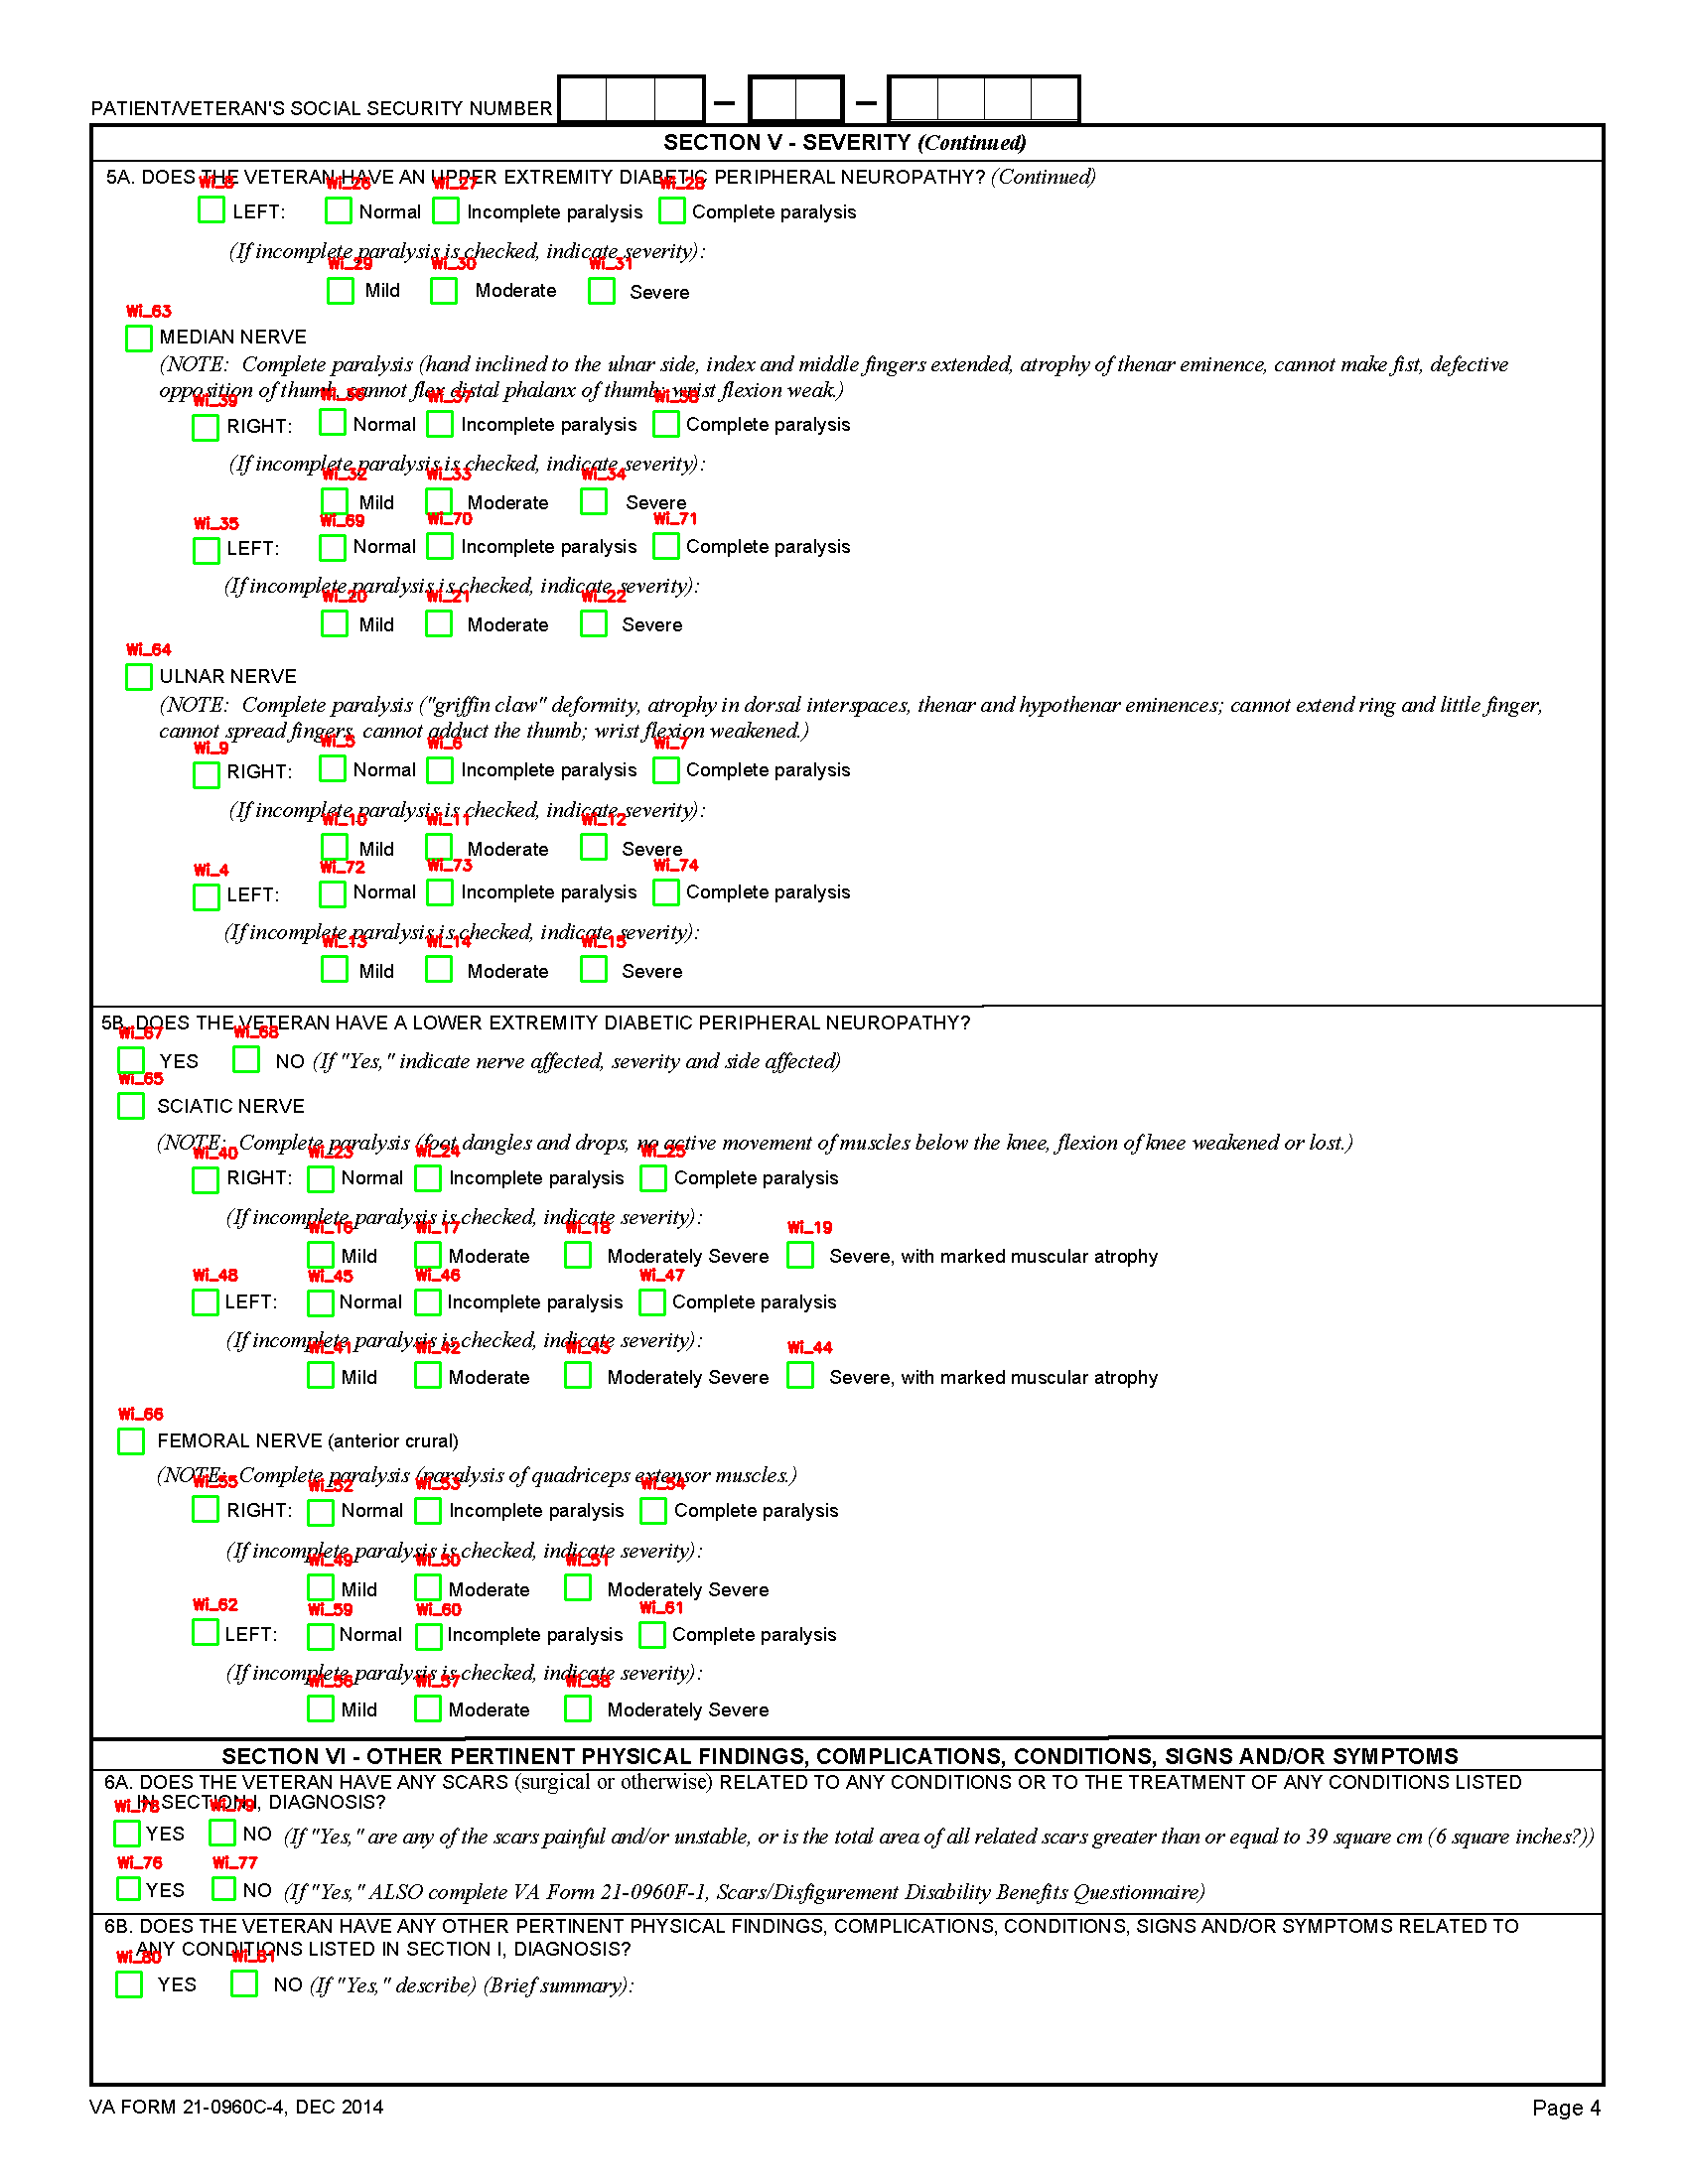 PATIENT/VETERAN'S SOCIAL SECURITY NUMBER – –
SECTION V - SEVERITY (Continued)
5A. DOES THE VETERAN HAVE AN UPPER EXTREMITY DIABETIC PERIPHERAL NEUROPATHY? (Continued)
Wi_8 Wi_26 Wi_27 Wi_28
LEFT: Normal Incomplete paralysis Complete paralysis
(If incomplete paralysis is checked, indicate severity):
Wi_29 Wi_30 Wi_31
Mild Moderate Severe
Wi_63
MEDIAN NERVE
(NOTE: Complete paralysis (hand inclined to the ulnar side, index and middle fingers extended, atrophy of thenar eminence, cannot make fist, defective
opposition of thumb, cannot flex distal phalanx of thumb; wrist flexion weak.)
Wi_39 Wi_36 Wi_37 Wi_38
RIGHT: Normal Incomplete paralysis Complete paralysis
(If incomplete paralysis is checked, indicate severity):
Wi_32 Wi_33 Wi_34
Mild Moderate Severe
Wi_35 Wi_69 Wi_70 Wi_71
LEFT: Normal Incomplete paralysis Complete paralysis
(If incomplete paralysis is checked, indicate severity):
Wi_20 Wi_21 Wi_22
Mild Moderate Severe
Wi_64
ULNAR NERVE
(NOTE: Complete paralysis ("griffin claw" deformity, atrophy in dorsal interspaces, thenar and hypothenar eminences; cannot extend ring and little finger,
cannot spread fingers, cannot adduct the thumb; wrist flexion weakened.)
Wi_9 Wi_5 Wi_6 Wi_7
RIGHT: Normal Incomplete paralysis Complete paralysis
(If incomplete paralysis is checked, indicate severity):
Wi_10 Wi_11 Wi_12
Mild Moderate Severe
Wi_4 Wi_72 Wi_73 Wi_74
LEFT: Normal Incomplete paralysis Complete paralysis
(If incomplete paralysis is checked, indicate severity):
Wi_13 Wi_14 Wi_15
Mild Moderate Severe
5B. DOES THE VETERAN HAVE A LOWER EXTREMITY DIABETIC PERIPHERAL NEUROPATHY?
Wi_67 Wi_68
YES NO (If "Yes," indicate nerve affected, severity and side affected)
Wi_65
SCIATIC NERVE
(NOTE: Complete paralysis (foot dangles and drops, no active movement of muscles below the knee, flexion of knee weakened or lost.)
Wi_40 Wi_23 Wi_24 Wi_25
RIGHT: Normal Incomplete paralysis Complete paralysis
(If incomplete paralysis is checked, indicate severity):
Wi_16 Wi_17 Wi_18 Wi_19
Mild Moderate Moderately Severe Severe, with marked muscular atrophy
Wi_48 Wi_45 Wi_46 Wi_47
LEFT: Normal Incomplete paralysis Complete paralysis
(If incomplete paralysis is checked, indicate severity):
Wi_41 Wi_42 Wi_43 Wi_44
Mild Moderate Moderately Severe Severe, with marked muscular atrophy
Wi_66
FEMORAL NERVE (anterior crural)
(NOTE: Complete paralysis (paralysis of quadriceps extensor muscles.)
Wi_55 Wi_52 Wi_53 Wi_54
RIGHT: Normal Incomplete paralysis Complete paralysis
(If incomplete paralysis is checked, indicate severity):
Wi_49 Wi_50 Wi_51
Mild Moderate Moderately Severe
Wi_62 Wi_59 Wi_60 Wi_61
LEFT: Normal Incomplete paralysis Complete paralysis
(If incomplete paralysis is checked, indicate severity):
Wi_56 Wi_57 Wi_58
Mild Moderate Moderately Severe
SECTION VI - OTHER PERTINENT PHYSICAL FINDINGS, COMPLICATIONS, CONDITIONS, SIGNS AND/OR SYMPTOMS
6A. DOES THE VETERAN HAVE ANY SCARS (surgical or otherwise) RELATED TO ANY CONDITIONS OR TO THE TREATMENT OF ANY CONDITIONS LISTED
IN SECTION I, DIAGNOSIS?
Wi_78 Wi_79
YES NO (If "Yes," are any of the scars painful and/or unstable, or is the total area of all related scars greater than or equal to 39 square cm (6 square inches?))
Wi_76 Wi_77
YES NO (If "Yes," ALSO complete VA Form 21-0960F-1, Scars/Disfigurement Disability Benefits Questionnaire)
6B. DOES THE VETERAN HAVE ANY OTHER PERTINENT PHYSICAL FINDINGS, COMPLICATIONS, CONDITIONS, SIGNS AND/OR SYMPTOMS RELATED TO
ANY CONDITIONS LISTED IN SECTION I, DIAGNOSIS?
Wi_80 Wi_81
YES NO (If "Yes," describe) (Brief summary):
VA FORM 21-0960C-4, DEC 2014 Page 4